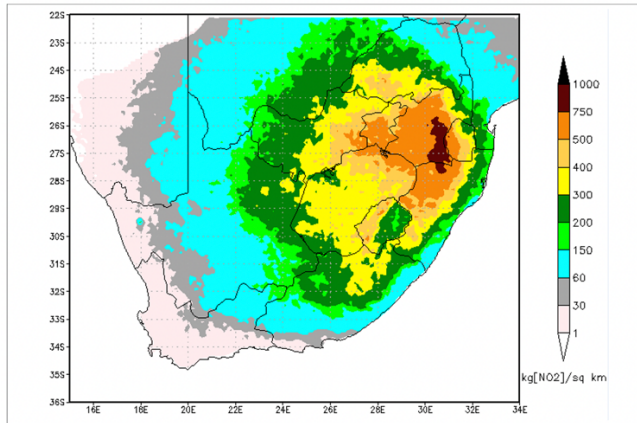 22S
23S
24S
25S
26S
27S
28S
29S
30S
31S
32S
33S
34S
35S
36S
16E 18E 20E 22E 24E 26E 28E 30E 32E 34E
1000
750
500
400
300
200
150
60
30
1
kg[NO2]/sq km